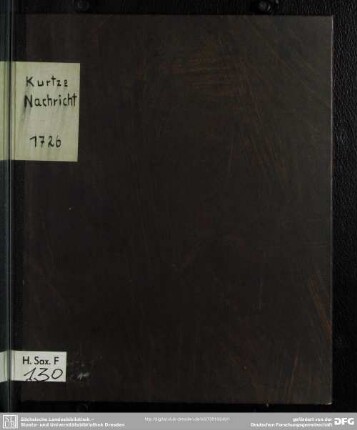 Kurtze
Nachricht
1726
H. Sax. F
130
Sächsische Landesbibliothek -
Staats- und Universitätsbibliothek Dresden
gefördert von der
Deutschen Forschungsgemeinschaft
DFG